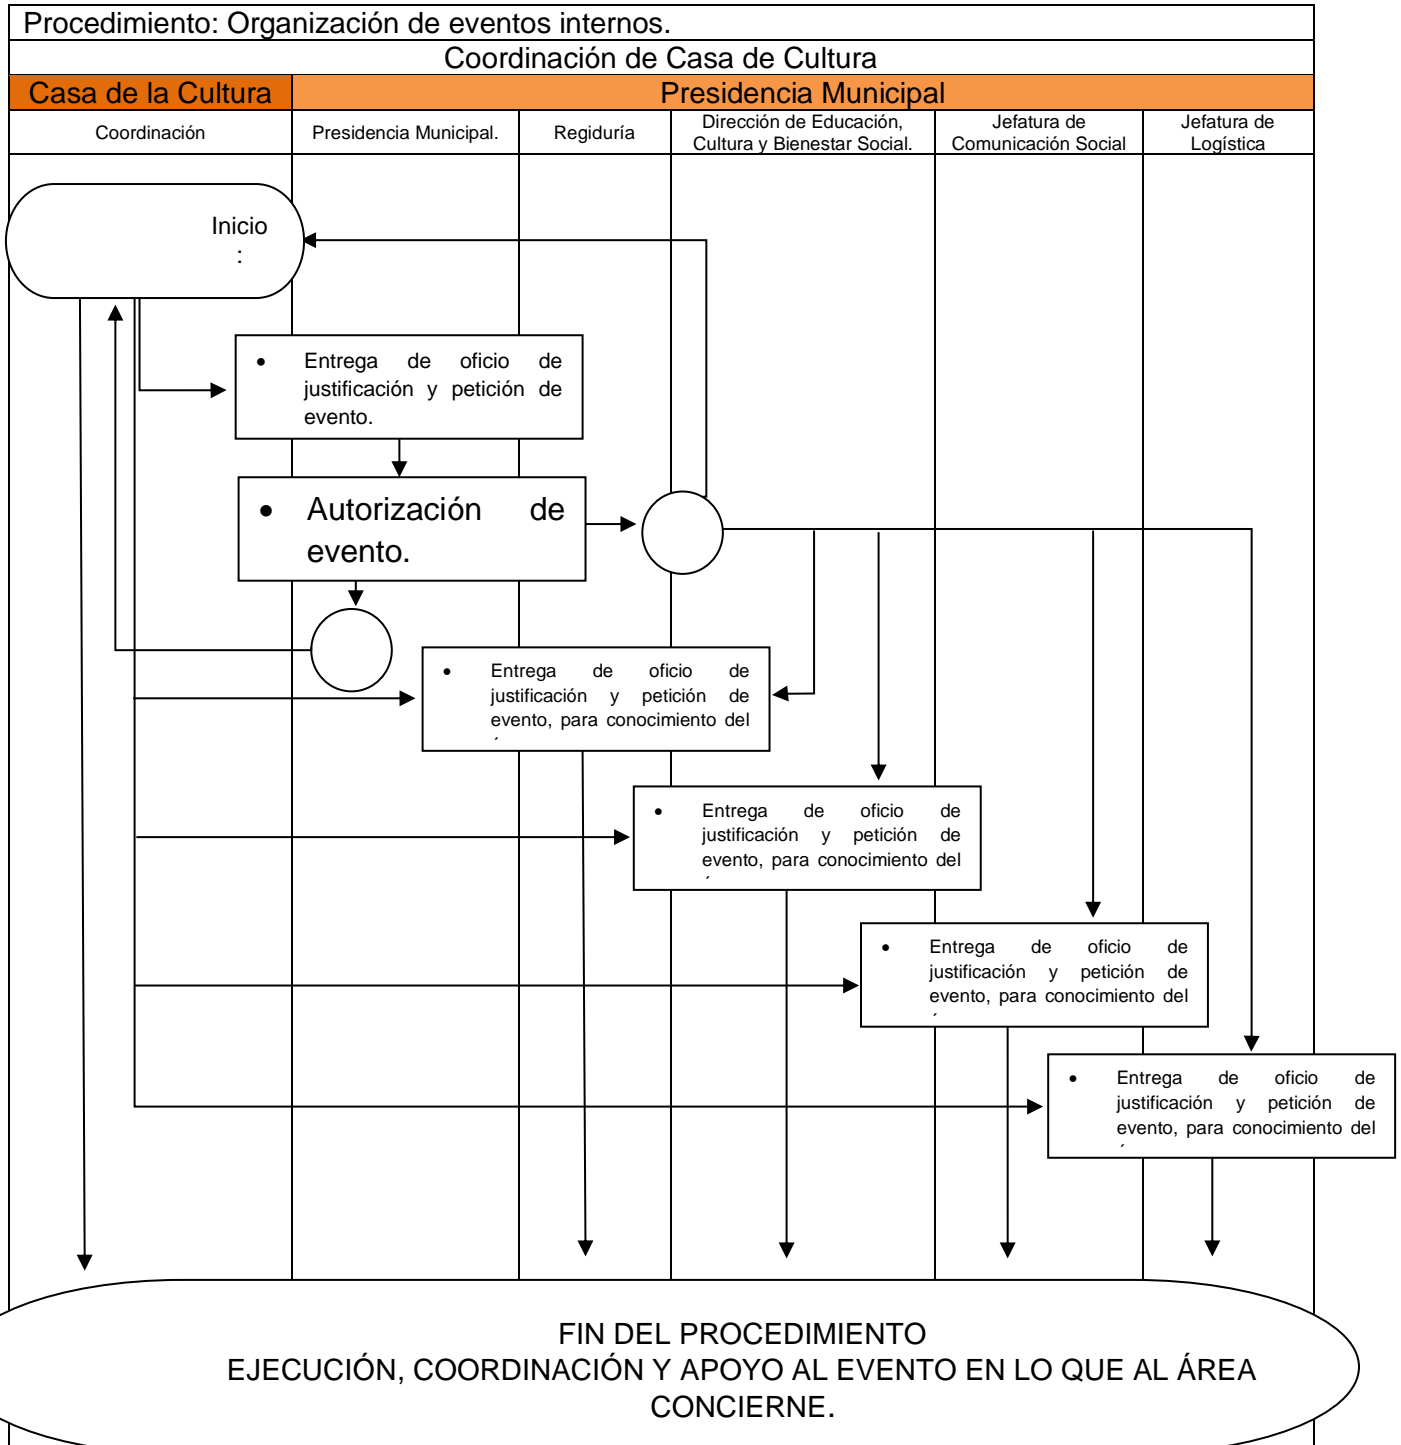 Procedimiento: Organización de eventos internos.
Coordinación de Casa de Cultura
Casa de la Cultura
Presidencia Municipal
Coordinación
Presidencia Municipal.
Regiduría
Dirección de Educación,
Cultura y Bienestar Social.
Jefatura de
Comunicación Social
Jefatura de
Logística
Inicio
:
• Entrega de oficio de
justificación y petición de
evento.
• Autorización de
evento.
• Entrega de oficio de
justificación y petición de
evento, para conocimiento del
• Entrega de oficio de
justificación y petición de
evento, para conocimiento del
• Entrega de oficio de
justificación y petición de
evento, para conocimiento del
• Entrega de oficio de
justificación y petición de
evento, para conocimiento del
FIN DEL PROCEDIMIENTO
EJECUCIÓN, COORDINACIÓN Y APOYO AL EVENTO EN LO QUE AL ÁREA
CONCIERNE.